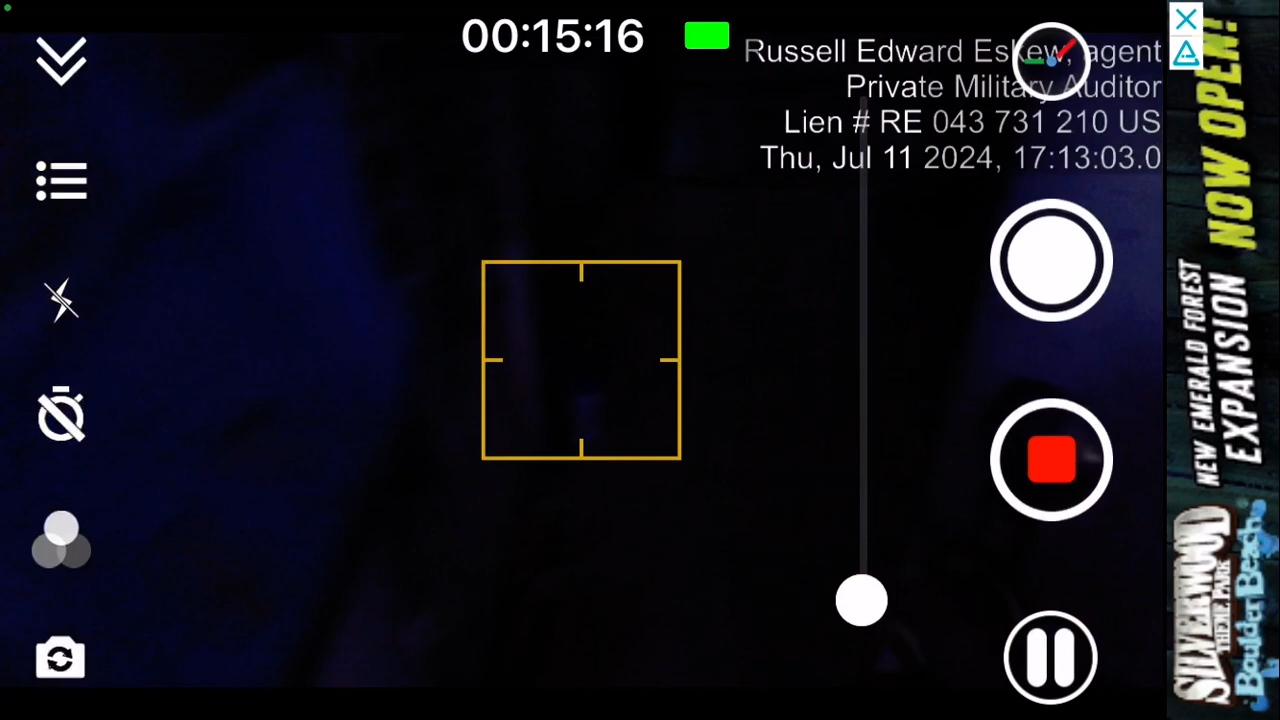 00:15:16
Russell Edward Eskew, agent
Private Military Auditor
Lien # RE 043 731 210 US
Thu, Jul 11 2024, 17:13:03.0
NOW OPEN!
NEW EMERALD FOREST
EXPANSION
SILVERWOOD
THEME PARK
Boulder Beach